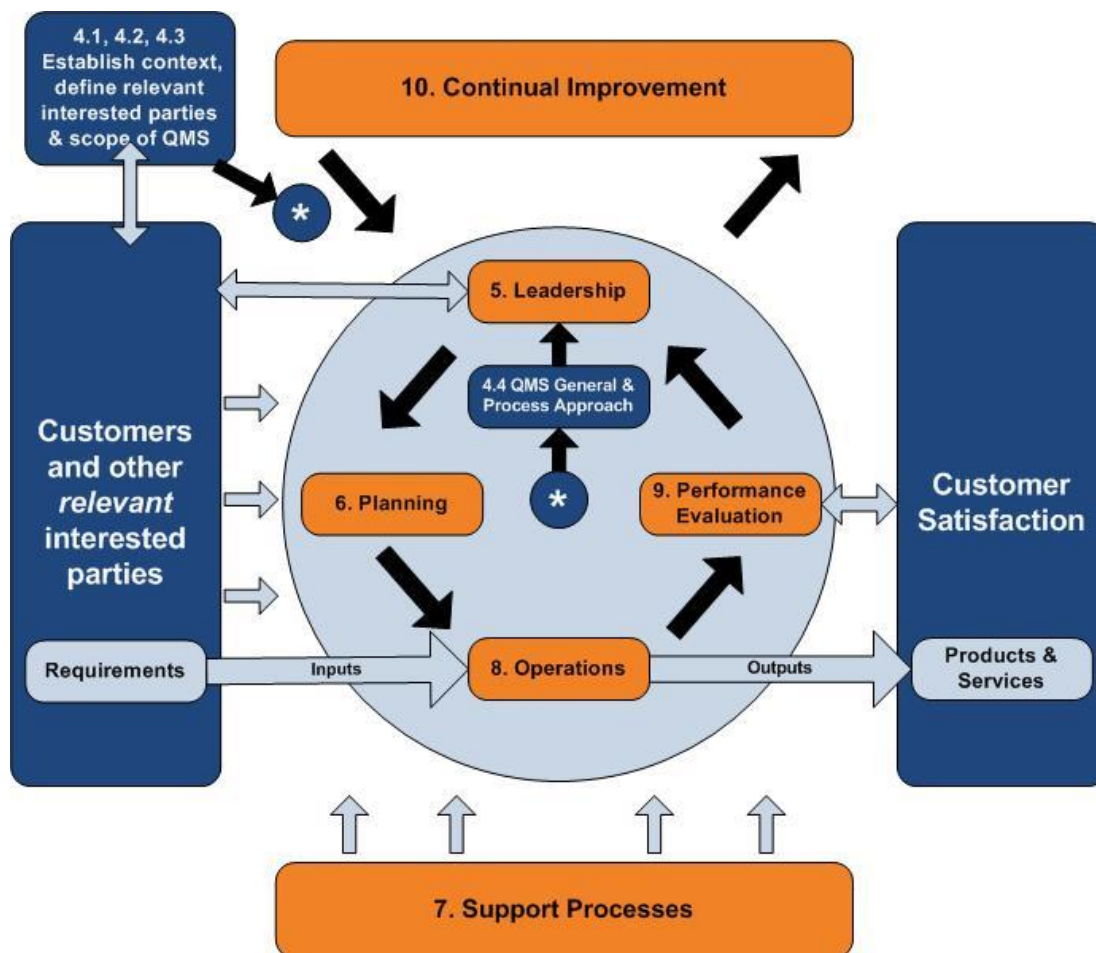 4.1, 4.2, 4.3
Establish context,
define relevant
interested parties
& scope of QMS
10. Continual Improvement
*
5. Leadership
4.4 QMS General &
Process Approach
Customers
and other
relevant
interested
parties
6. Planning
*
9. Performance
Evaluation
Customer
Satisfaction
Requirements
Inputs
8. Operations
Outputs
Products &
Services
7. Support Processes